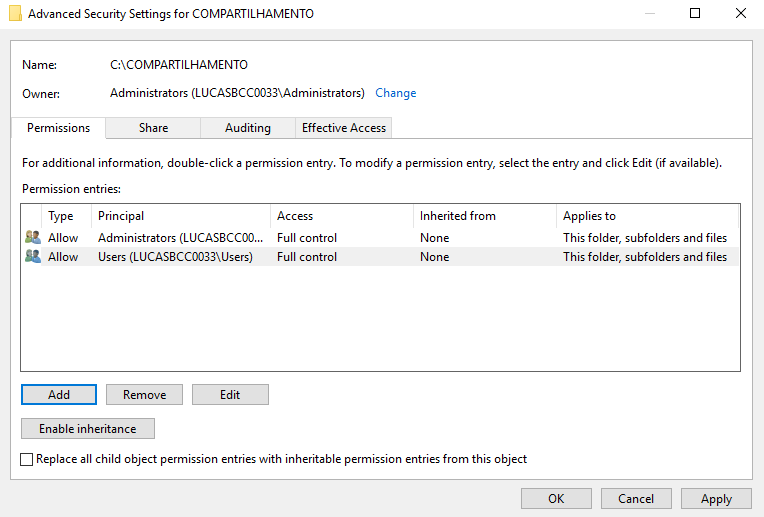 Advanced Security Settings for COMPARTILHAMENTO
Name: C:\COMPARTILHAMENTO
Owner: Administrators (LUCASBCC0033\Administrators) Change
Permissions Share Auditing Effective Access
For additional information, double-click a permission entry. To modify a permission entry, select the entry and click Edit (if available).
Permission entries:
Type Principal Access Inherited from Applies to
Allow Administrators (LUCASBCC00... Full control None This folder, subfolders and files
Allow Users (LUCASBCC0033\Users) Full control None This folder, subfolders and files
Add Remove Edit
Enable inheritance
Replace all child object permission entries with inheritable permission entries from this object
OK Cancel Apply